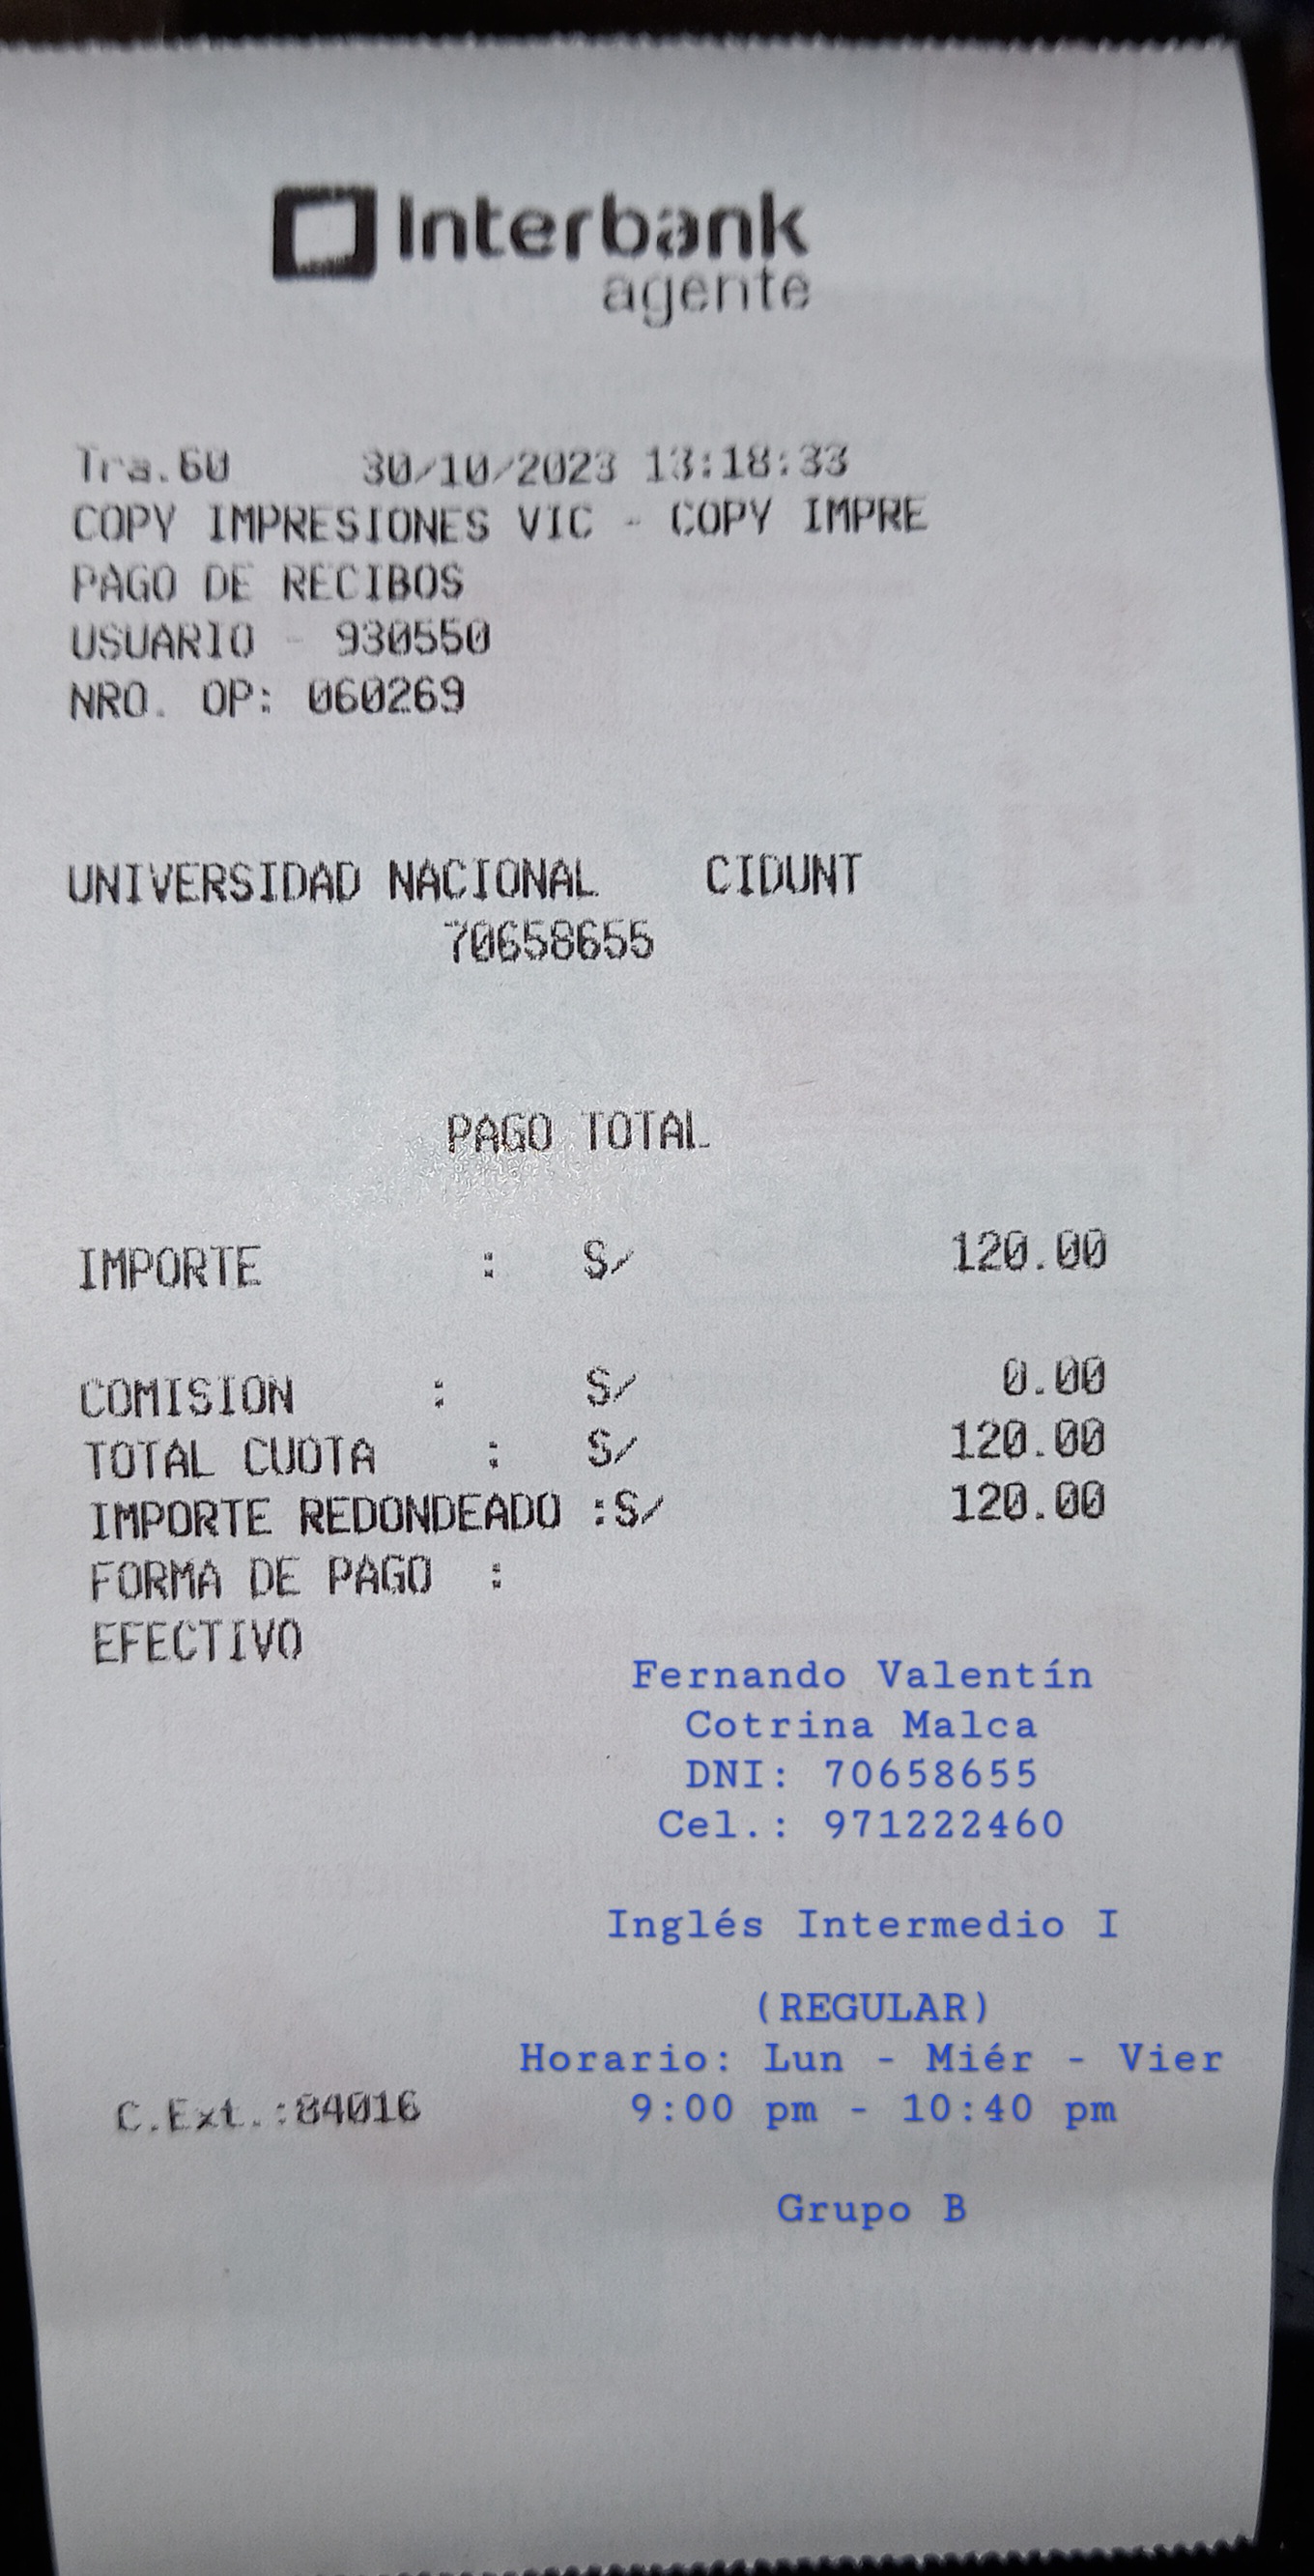 Interbank
agente
Tra.60 30/10/2023 13:18:33
COPY IMPRESIONES VIC - COPY IMPRE
PAGO DE RECIBOS
USUARIO - 930550
NRO. OP: 060269
UNIVERSIDAD NACIONAL CIDUNT
70658655
PAGO TOTAL
IMPORTE : S/ 120.00
COMISION : S/ 0.00
TOTAL CUOTA : S/ 120.00
IMPORTE REDONDEADO :S/ 120.00
FORMA DE PAGO :
EFECTIVO
Fernando Valentín
Cotrina Malca
DNI: 70658655
Cel.: 971222460
Inglés Intermedio I
(REGULAR)
Horario: Lun - Miér - Vier
9:00 pm - 10:40 pm
Grupo B
C.Ext.:84016